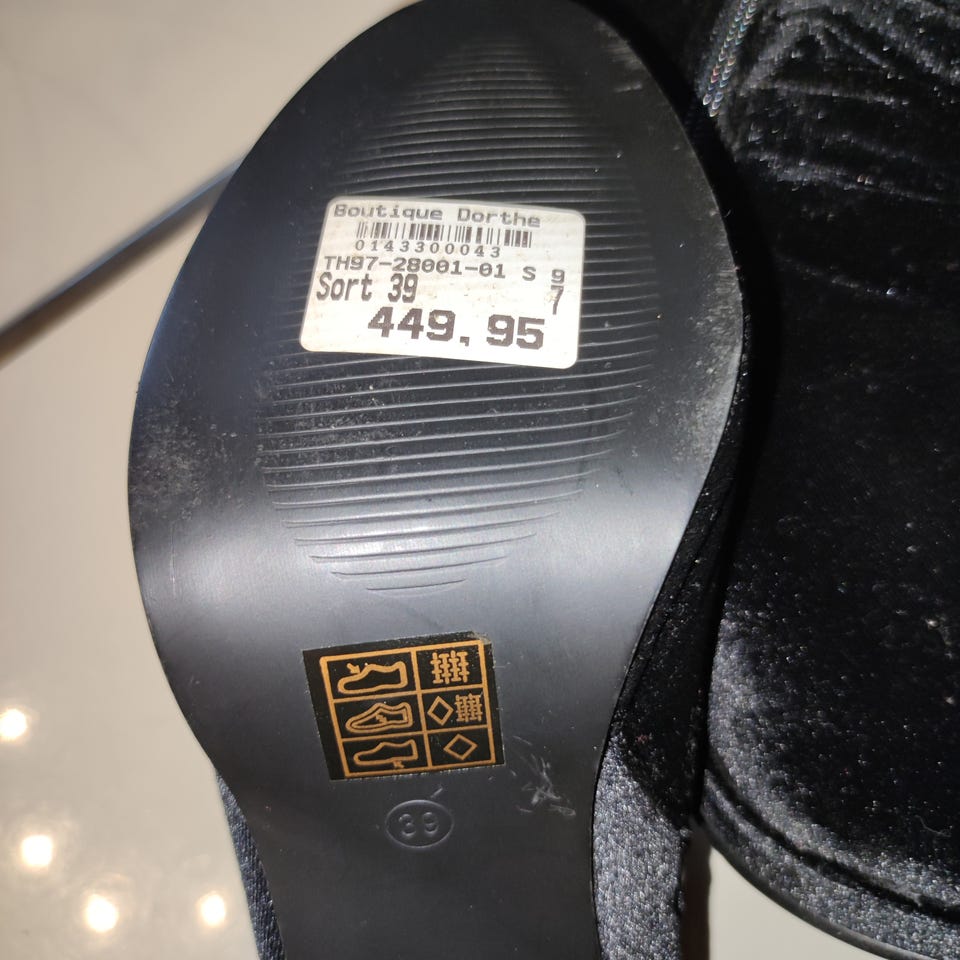 Boutique Dorthe
0143300043
TH97-28001-01 S 9
Sort 39 7
449,95
39